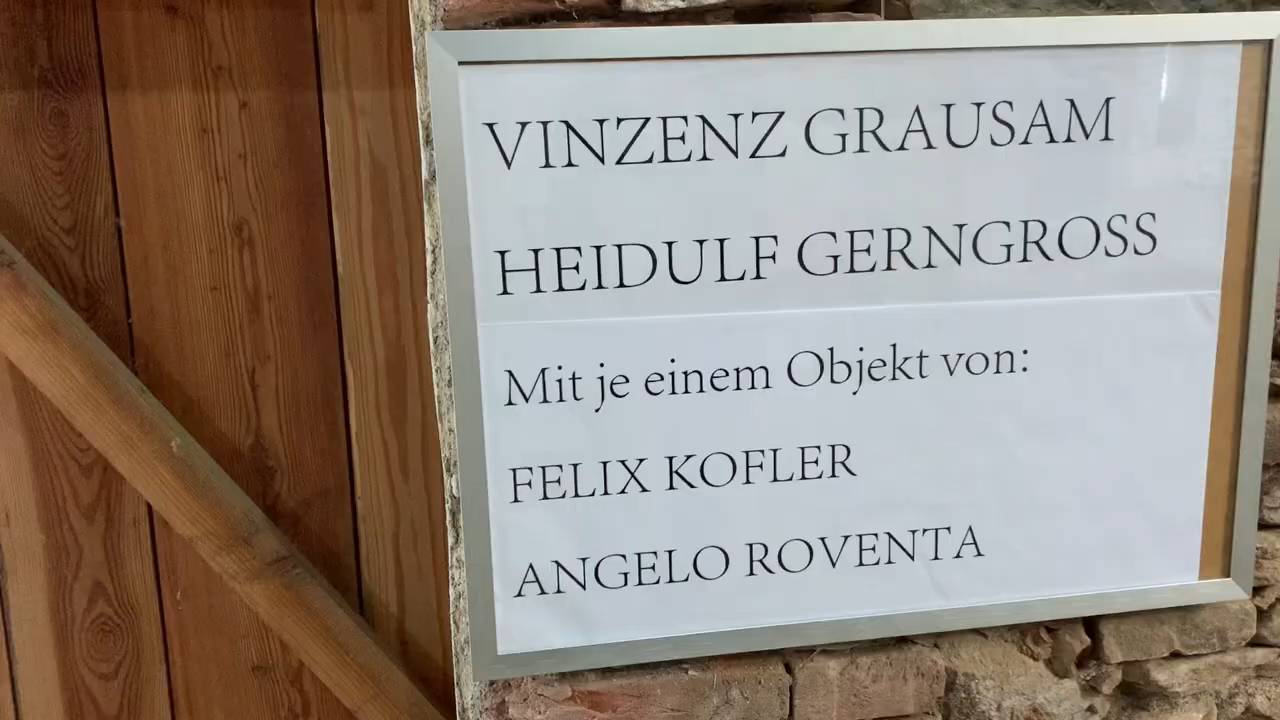 VINZENZ GRAUSAM
HEIDULF GERNGROSS
Mit je einem Objekt von:
FELIX KOFLER
ANGELO ROVENTA